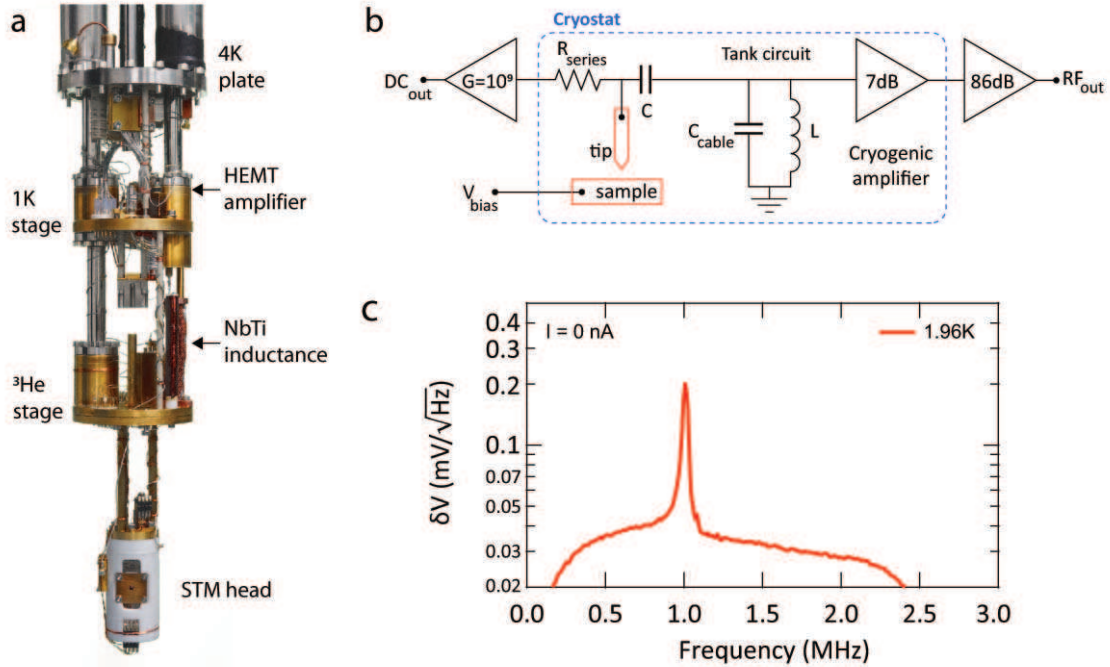 a
4K
plate
HEMT
amplifier
1K
stage
NbTi
inductance
³He
stage
STM head
b
Cryostat
DC_out
G=10⁹
R_series
C
tip
V_bias
sample
Tank circuit
C_cable
L
7dB
Cryogenic
amplifier
86dB
RF_out
c
I = 0 nA
1.96K
δV (mV/√Hz)
0.4
0.3
0.2
0.1
0.07
0.05
0.03
0.02
0.0 0.5 1.0 1.5 2.0 2.5 3.0
Frequency (MHz)